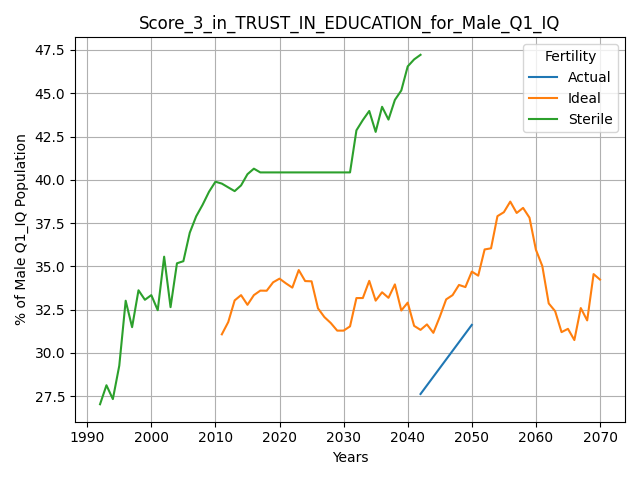 Score_3_in_TRUST_IN_EDUCATION_for_Male_Q1_IQ
47.5
45.0
42.5
40.0
37.5
35.0
32.5
30.0
27.5
% of Male Q1_IQ Population
Fertility
Actual
Ideal
Sterile
1990 2000 2010 2020 2030 2040 2050 2060 2070
Years